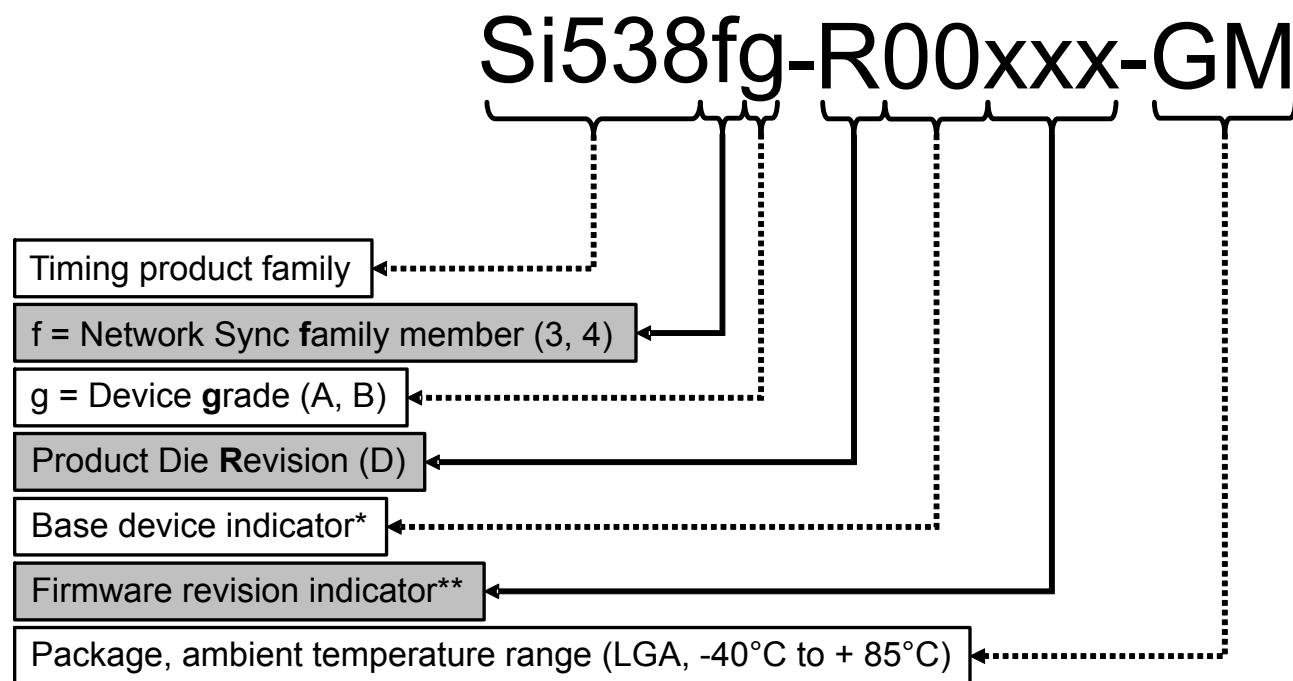 Si538fg-R00xxx-GM
Timing product family
f = Network Sync family member (3, 4)
g = Device grade (A, B)
Product Die Revision (D)
Base device indicator*
Firmware revision indicator**
Package, ambient temperature range (LGA, -40°C to + 85°C)